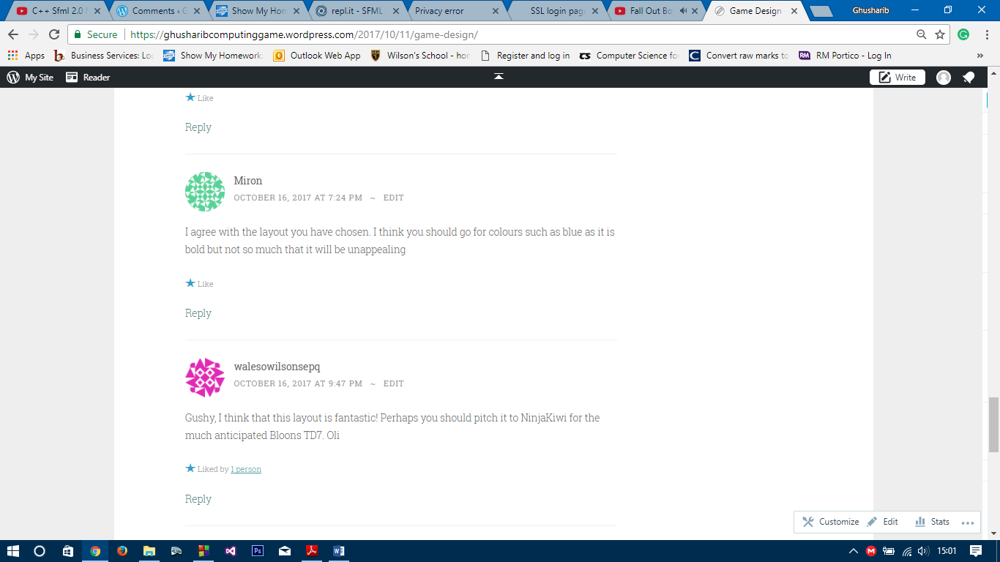 C++ Sfml 2.0
Comments ‹ G
Show My Hom
repl.it - SFML
Privacy error
SSL login pag
Fall Out Bo
Game Design
Ghusharib
Secure
https://ghusharibcomputinggame.wordpress.com/2017/10/11/game-design/
Apps
Business Services: Lo
Show My Homework
Outlook Web App
Wilson's School - ho
Register and log in
Computer Science fo
Convert raw marks to
RM Portico - Log In
»
My Site
Reader
Write
Like
Reply
Miron
OCTOBER 16, 2017 AT 7:24 PM ~ EDIT
I agree with the layout you have chosen. I think you should go for colours such as blue as it is
bold but not so much that it will be unappealing
Like
Reply
walesowilsonsepq
OCTOBER 16, 2017 AT 9:47 PM ~ EDIT
Gushy, I think that this layout is fantastic! Perhaps you should pitch it to NinjaKiwi for the
much anticipated Bloons TD7. Oli
Liked by 1 person
Reply
Customize
Edit
Stats
15:01